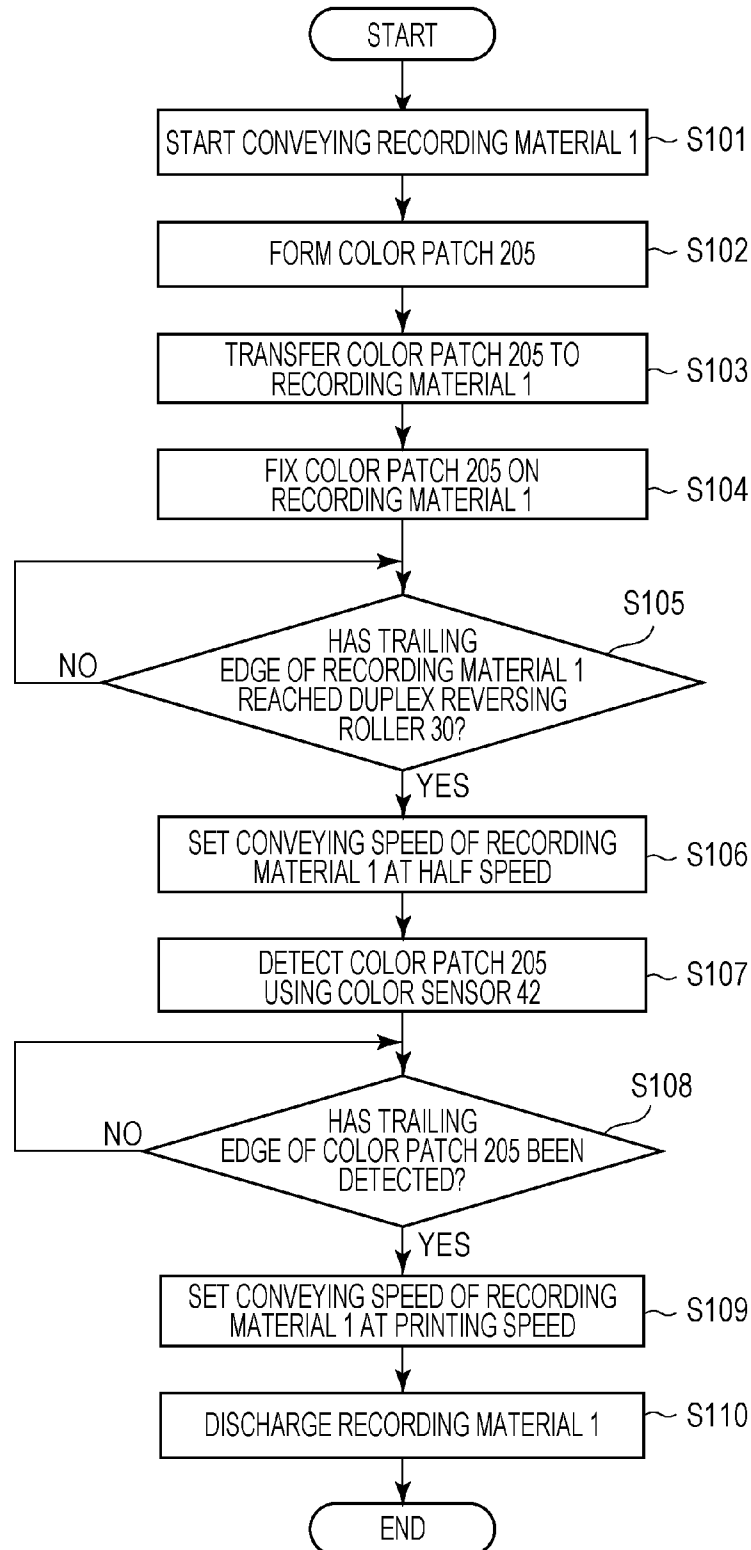 START
START CONVEYING RECORDING MATERIAL 1
S101
FORM COLOR PATCH 205
S102
TRANSFER COLOR PATCH 205 TO
RECORDING MATERIAL 1
S103
FIX COLOR PATCH 205 ON
RECORDING MATERIAL 1
S104
S105
HAS TRAILING
EDGE OF RECORDING MATERIAL 1
REACHED DUPLEX REVERSING
ROLLER 30?
NO
YES
SET CONVEYING SPEED OF RECORDING
MATERIAL 1 AT HALF SPEED
S106
DETECT COLOR PATCH 205
USING COLOR SENSOR 42
S107
S108
HAS TRAILING
EDGE OF COLOR PATCH 205 BEEN
DETECTED?
NO
YES
SET CONVEYING SPEED OF RECORDING
MATERIAL 1 AT PRINTING SPEED
S109
DISCHARGE RECORDING MATERIAL 1
S110
END